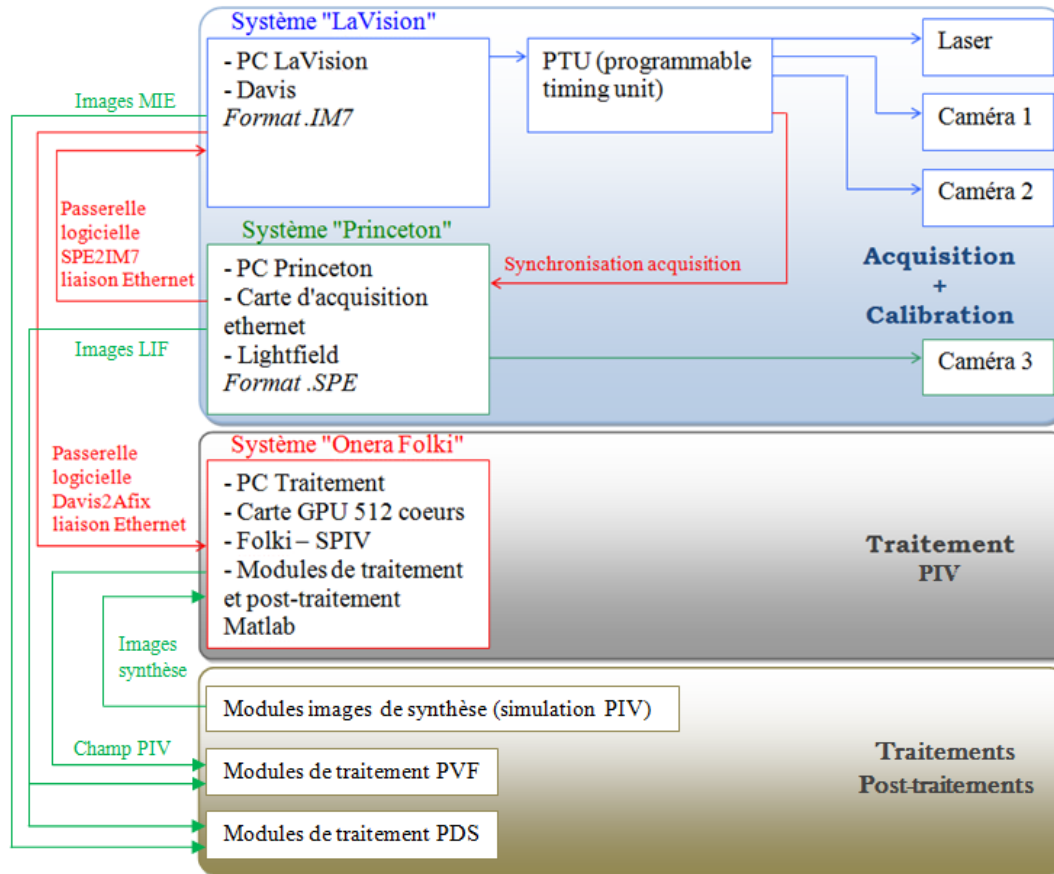 Système "LaVision"
- PC LaVision
- Davis
Format .IM7
PTU (programmable
timing unit)
Laser
Caméra 1
Caméra 2
Images MIE
Passerelle
logicielle
SPE2IM7
liaison Ethernet
Système "Princeton"
- PC Princeton
- Carte d'acquisition
ethernet
- Lightfield
Format .SPE
Synchronisation acquisition
Acquisition
+
Calibration
Caméra 3
Images LIF
Passerelle
logicielle
Davis2Afix
liaison Ethernet
Système "Onera Folki"
- PC Traitement
- Carte GPU 512 coeurs
- Folki – SPIV
- Modules de traitement
et post-traitement
Matlab
Traitement
PIV
Images
synthèse
Modules images de synthèse (simulation PIV)
Champ PIV
Modules de traitement PVF
Modules de traitement PDS
Traitements
Post-traitements